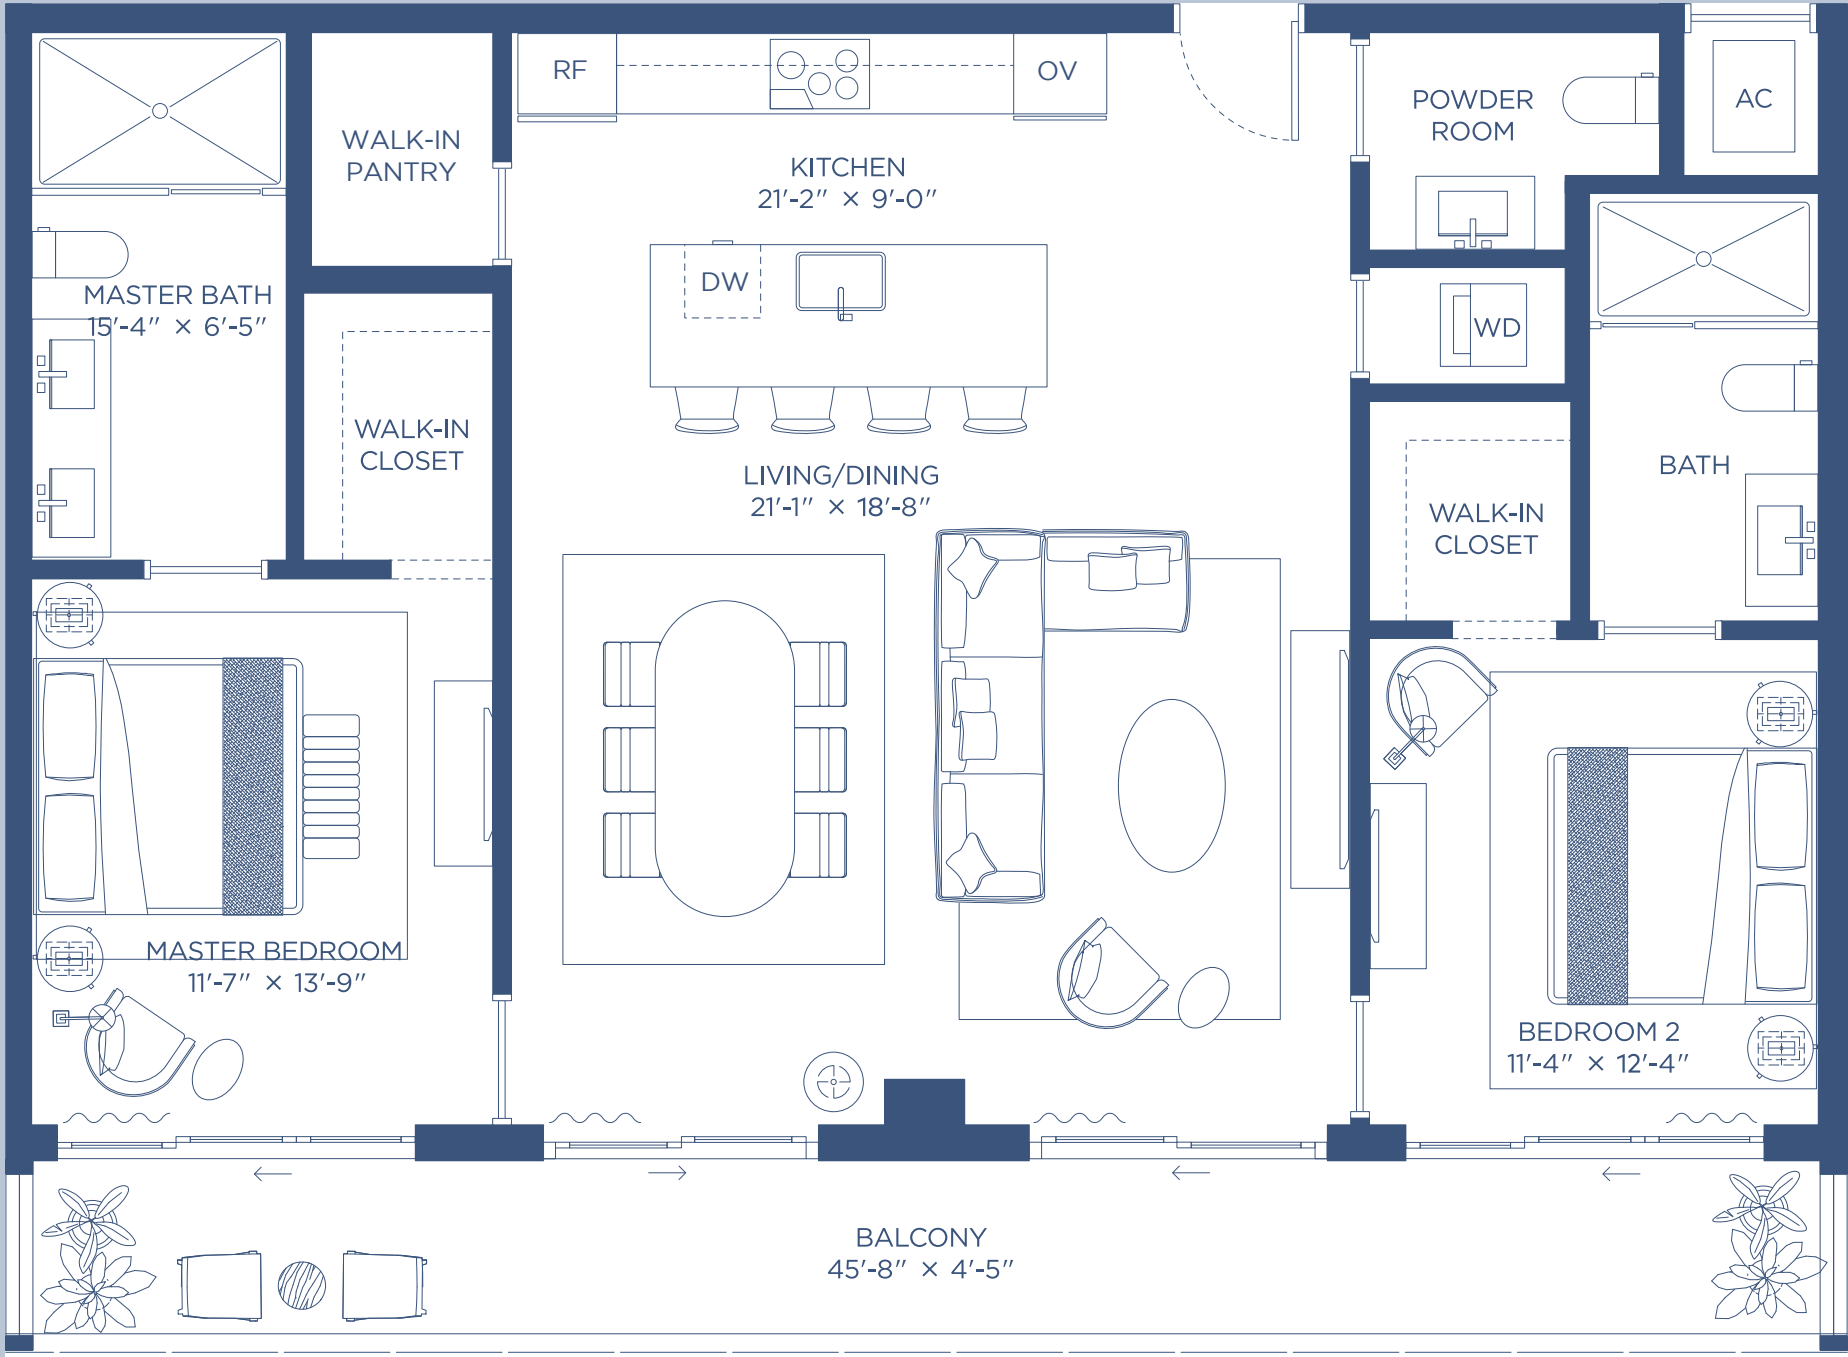 RF
OV
WALK-IN
PANTRY
KITCHEN
21'-2" × 9'-0"
POWDER
ROOM
AC
MASTER BATH
15'-4" × 6'-5"
DW
WD
WALK-IN
CLOSET
LIVING/DINING
21'-1" × 18'-8"
BATH
WALK-IN
CLOSET
MASTER BEDROOM
11'-7" × 13'-9"
BEDROOM 2
11'-4" × 12'-4"
BALCONY
45'-8" × 4'-5"